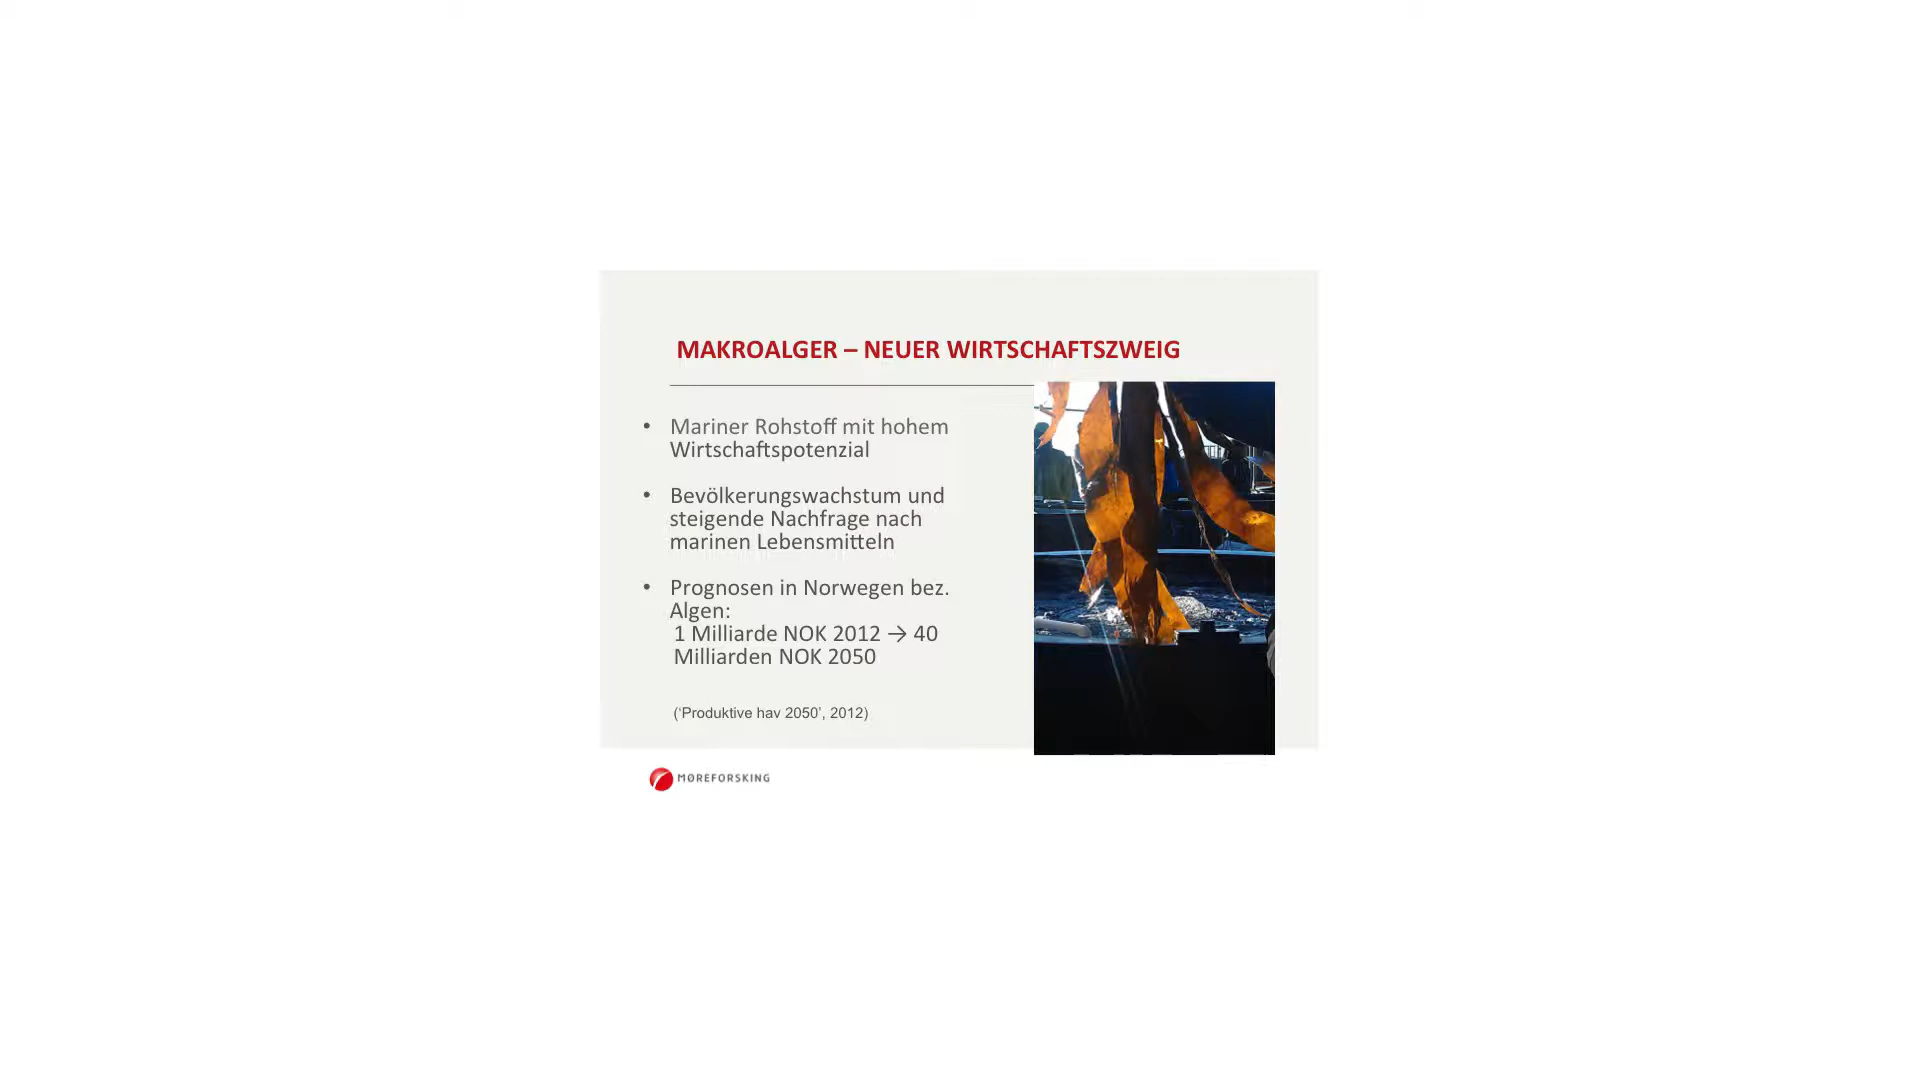 MAKROALGER – NEUER WIRTSCHAFTSZWEIG
• Mariner Rohstoff mit hohem
Wirtschaftspotenzial
• Bevölkerungswachstum und
steigende Nachfrage nach
marinen Lebensmitteln
• Prognosen in Norwegen bez.
Algen:
1 Milliarde NOK 2012 → 40
Milliarden NOK 2050
(‘Produktive hav 2050’, 2012)
MØREFORSKING